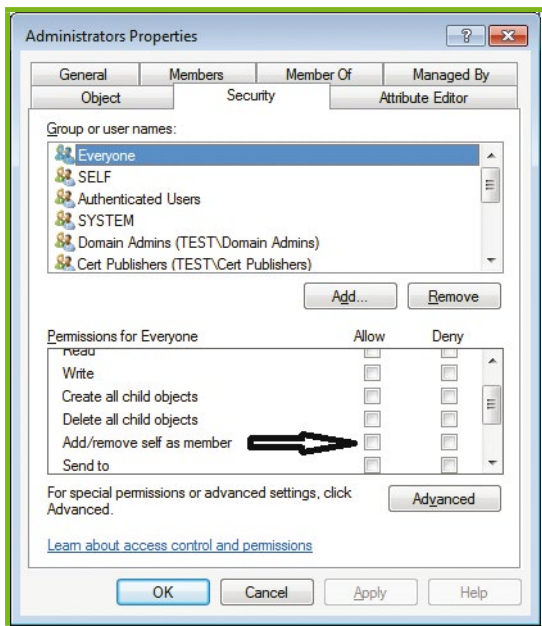 Administrators Properties
General Members Member Of Managed By
Object Security Attribute Editor
Group or user names:
Everyone
SELF
Authenticated Users
SYSTEM
Domain Admins (TEST\Domain Admins)
Cert Publishers (TEST\Cert Publishers)
Add... Remove
Permissions for Everyone Allow Deny
Read
Write
Create all child objects
Delete all child objects
Add/remove self as member
Send to
For special permissions or advanced settings, click
Advanced.
Advanced
Learn about access control and permissions
OK Cancel Apply Help